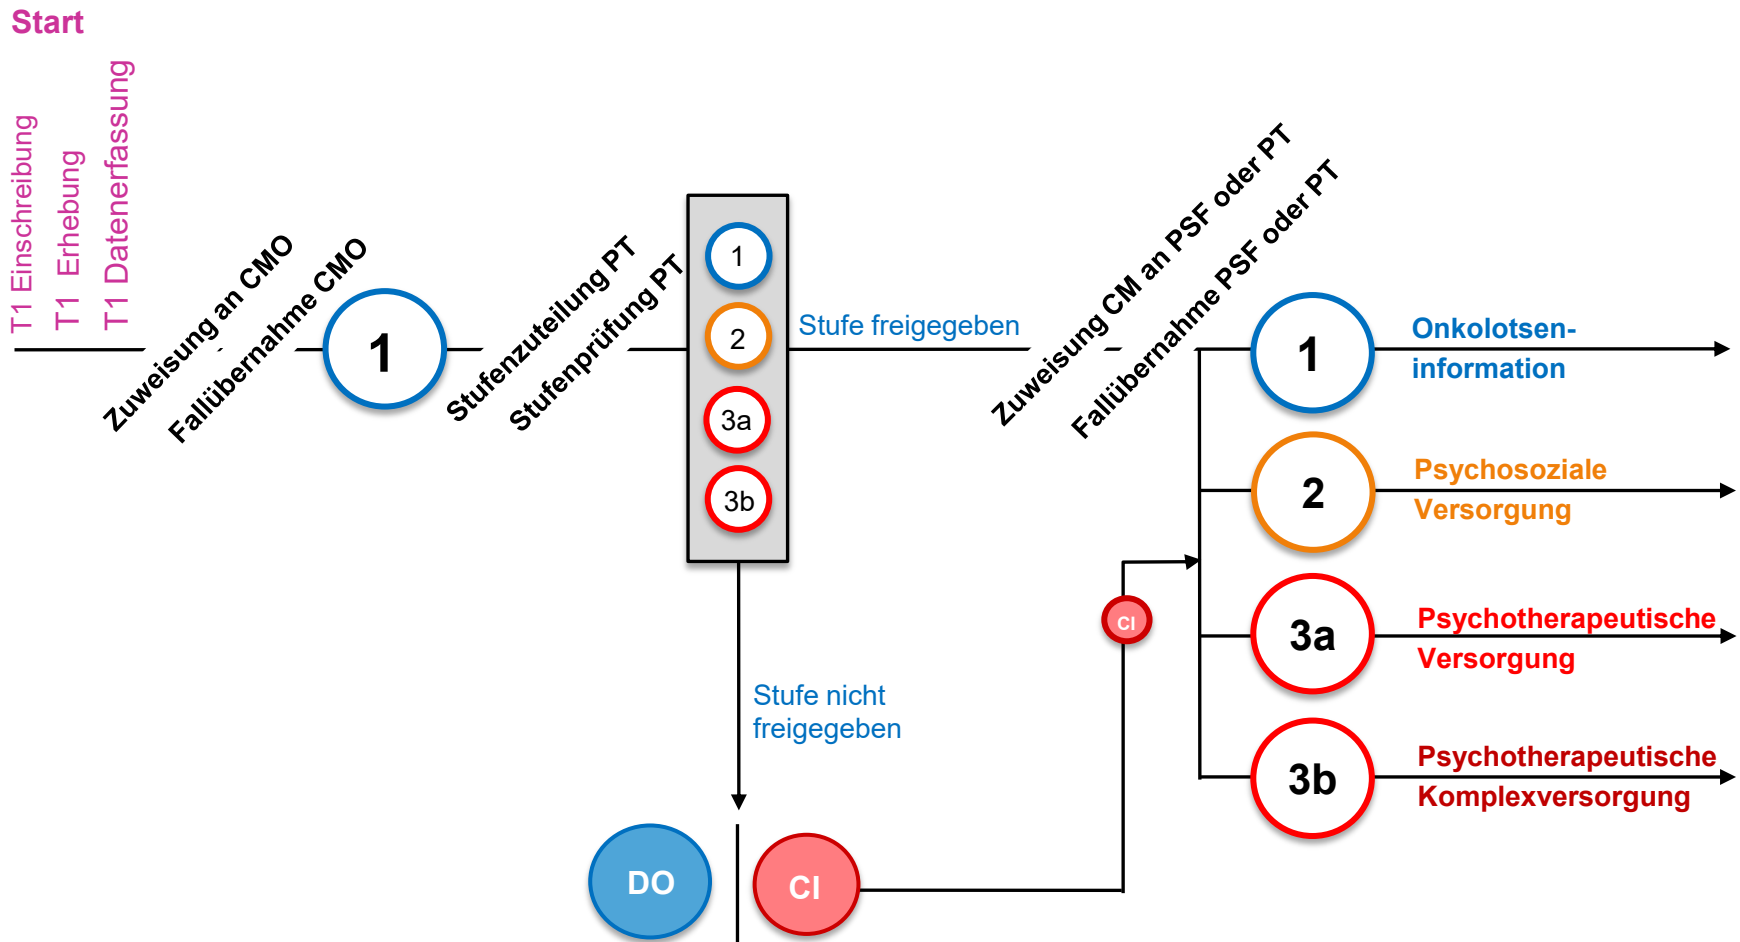 Start
T1 Einschreibung
T1 Erhebung
T1 Datenerfassung
Zuweisung an CMO
Fallübernahme CMO
1
Stufenzuteilung PT
Stufenprüfung PT
1
2
3a
3b
Stufe freigegeben
Zuweisung CM an PSF oder PT
Fallübernahme PSF oder PT
1
Onkolotsen-
information
2
Psychosoziale
Versorgung
CI
3a
Psychotherapeutische
Versorgung
Stufe nicht
freigegeben
3b
Psychotherapeutische
Komplexversorgung
DO
CI